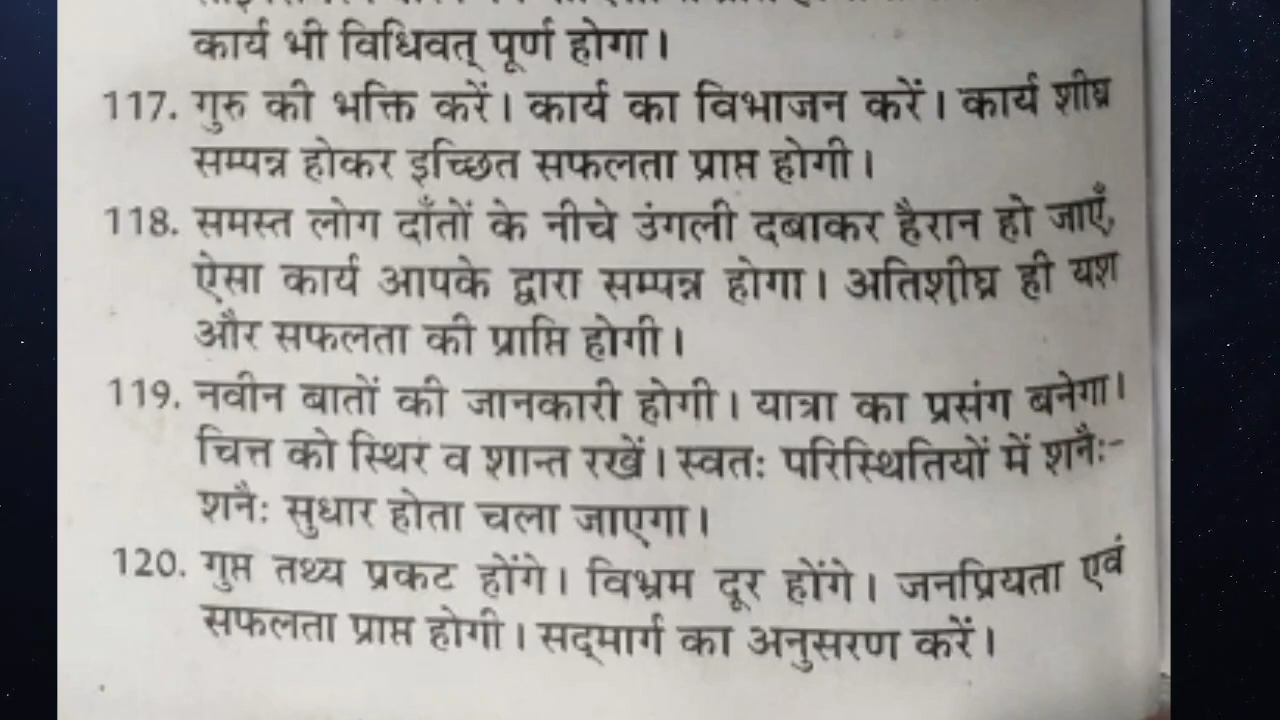 कार्य भी विधिवत् पूर्ण होगा।
117. गुरु की भक्ति करें। कार्य का विभाजन करें। कार्य शीघ्र
सम्पन्न होकर इच्छित सफलता प्राप्त होगी।
118. समस्त लोग दाँतों के नीचे उंगली दबाकर हैरान हो जाएँ,
ऐसा कार्य आपके द्वारा सम्पन्न होगा। अतिशीघ्र ही यश
और सफलता की प्राप्ति होगी।
119. नवीन बातों की जानकारी होगी। यात्रा का प्रसंग बनेगा।
चित्त को स्थिर व शान्त रखें। स्वतः परिस्थितियों में शनैः-
शनैः सुधार होता चला जाएगा।
120. गुप्त तथ्य प्रकट होंगे। विभ्रम दूर होंगे। जनप्रियता एवं
सफलता प्राप्त होगी। सद्‌मार्ग का अनुसरण करें।